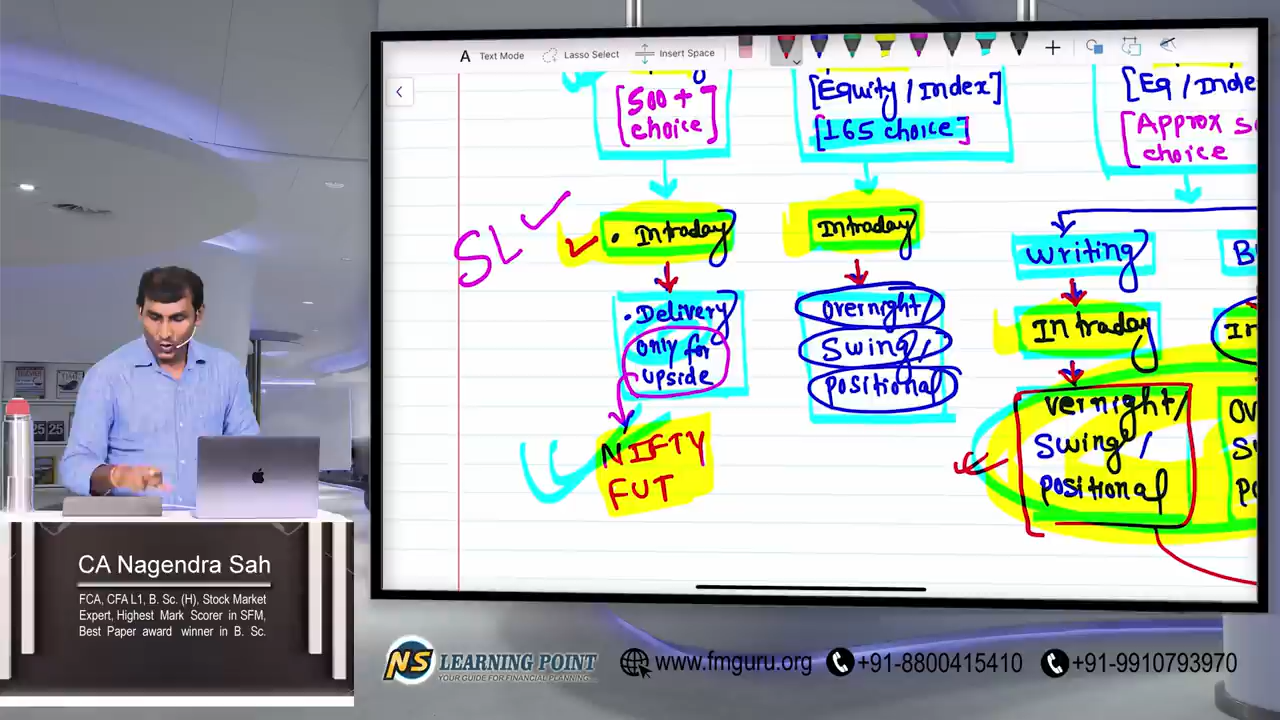 A Text Mode
Lasso Select
Insert Space
[500 +
choice]
[Equity / Index]
[165 choice]
[Eq / Inde
[Approx
choice
SL
• Intraday
Intraday
writing
B
• Delivery
only for
upside
overnight/
Swing/
positional
Intraday
In
vernight/
Swing/
positional
NIFTY
FUT
CA Nagendra Sah
FCA, CFA L1, B. Sc. (H), Stock Market
Expert, Highest Mark Scorer in SFM,
Best Paper award winner in B. Sc.
25 25
NS LEARNING POINT
YOUR GUIDE FOR FINANCIAL PLANNING...
www.fmguru.org
+91-8800415410
+91-9910793970